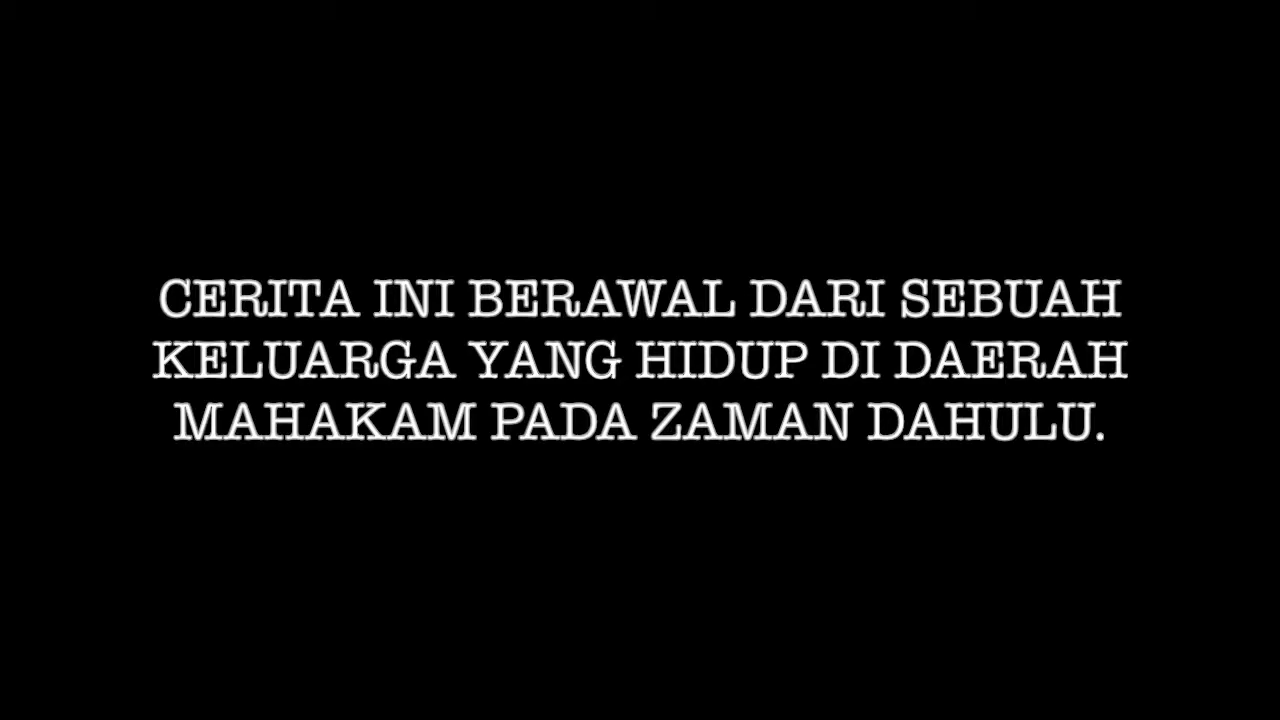 CERITA INI BERAWAL DARI SEBUAH
KELUARGA YANG HIDUP DI DAERAH
MAHAKAM PADA ZAMAN DAHULU.